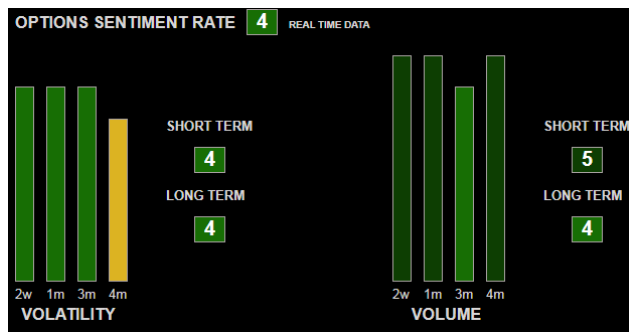 OPTIONS SENTIMENT RATE 4 REAL TIME DATA
SHORT TERM
4
LONG TERM
4
2w 1m 3m 4m
VOLATILITY
SHORT TERM
5
LONG TERM
4
2w 1m 3m 4m
VOLUME